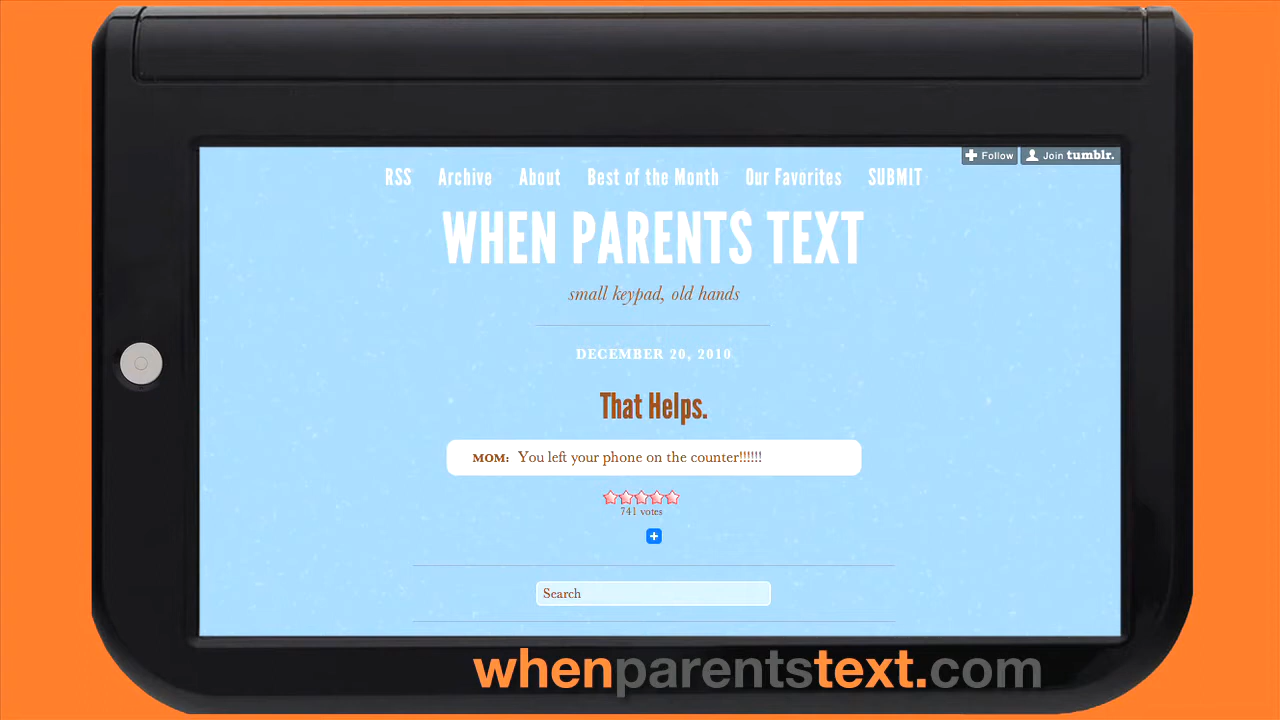 Follow Join tumblr.
RSS Archive About Best of the Month Our Favorites SUBMIT
WHEN PARENTS TEXT
small keypad, old hands
DECEMBER 20, 2010
That Helps.
MOM: You left your phone on the counter!!!!!!
741 votes
Search
whenparentstext.com